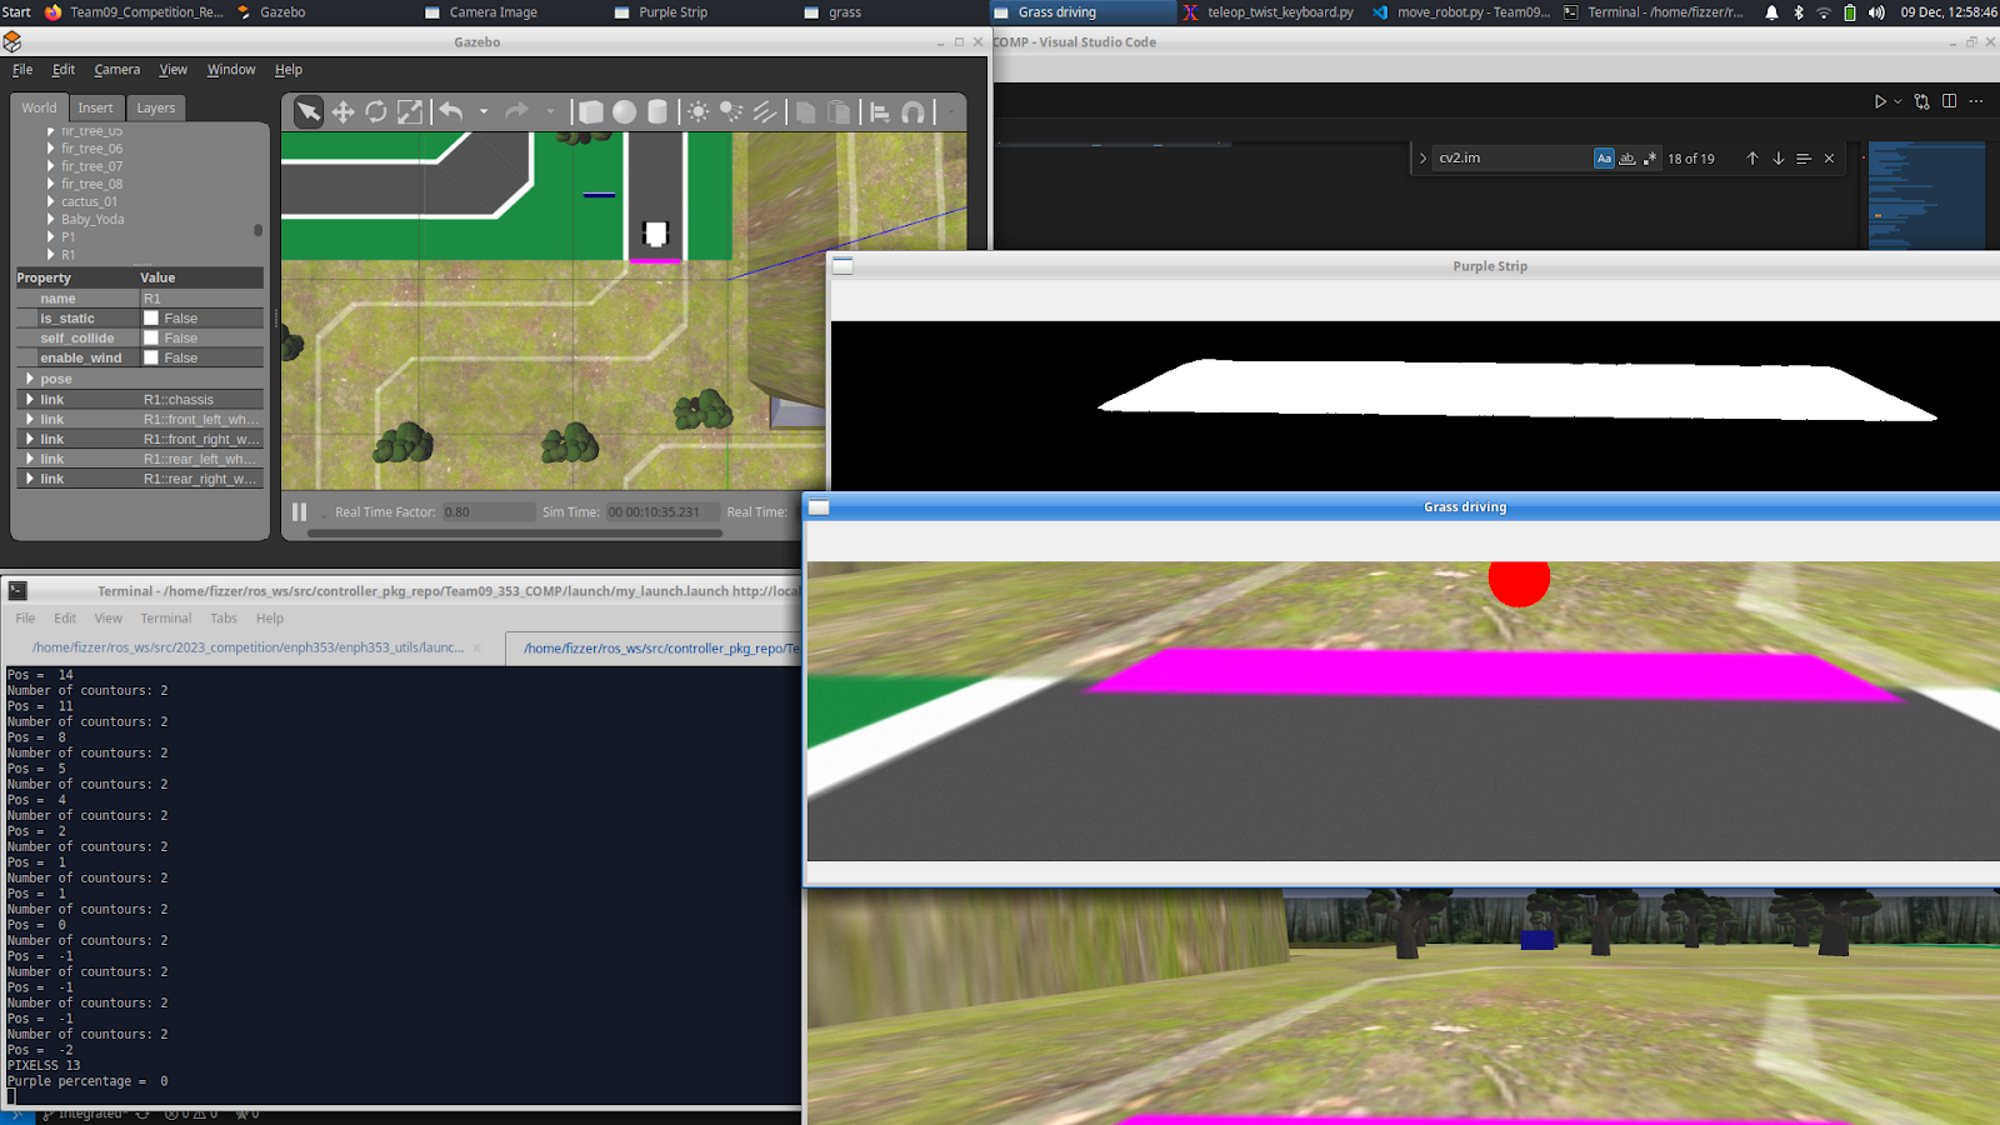 Start Team09_Competition_Re... Gazebo Camera Image Purple Strip grass Grass driving teleop_twist_keyboard.py move_robot.py - Team09... Terminal - /home/fizzer/r... 09 Dec, 12:58:46
Gazebo
COMP - Visual Studio Code
File Edit Camera View Window Help
World Insert Layers
fir_tree_05
fir_tree_06
fir_tree_07
fir_tree_08
cactus_01
Baby_Yoda
P1
R1
Property Value
name R1
is_static False
self_collide False
enable_wind False
pose
link R1::chassis
link R1::front_left_wh...
link R1::front_right_w...
link R1::rear_left_wh...
link R1::rear_right_w...
Real Time Factor: 0.80 Sim Time: 00 00:10:35.231 Real Time:
cv2.im Aa ab 18 of 19
Purple Strip
Grass driving
Terminal - /home/fizzer/ros_ws/src/controller_pkg_repo/Team09_353_COMP/launch/my_launch.launch http://loca
File Edit View Terminal Tabs Help
/home/fizzer/ros_ws/src/2023_competition/enph353/enph353_utils/launc... /home/fizzer/ros_ws/src/controller_pkg_repo/Te
Pos = 14
Number of countours: 2
Pos = 11
Number of countours: 2
Pos = 8
Number of countours: 2
Pos = 5
Number of countours: 2
Pos = 4
Number of countours: 2
Pos = 2
Number of countours: 2
Pos = 1
Number of countours: 2
Pos = 1
Number of countours: 2
Pos = 0
Number of countours: 2
Pos = -1
Number of countours: 2
Pos = -1
Number of countours: 2
Pos = -1
Number of countours: 2
Pos = -2
PIXELSS 13
Purple percentage = 0
Integrated* 0 0 0